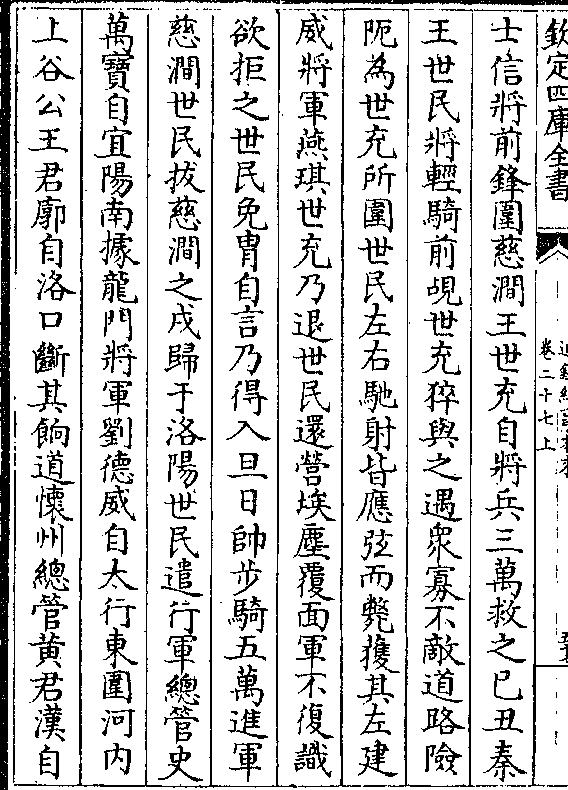 欽定四庫全書
卷二十七上
士信將前鋒圍慈澗王世充自將兵三萬救之己丑秦
王世民將輕騎前覘世充猝與之遇衆寡不敵道路險
阨為世充所圍世民左右馳射皆應弦而斃擭其左建
威將軍燕琪世充乃退世民還營埃塵覆面軍不復識
欲拒之世民免胄自言乃得入旦日帥步騎五萬進軍
慈澗世民拔慈澗之戍歸于洛陽世民遣行軍總管史
萬寶自宜陽南據龍門將軍劉德威自太行東圍河内
上谷公王君廓自洛口斷其餉道懷州總管黄君漢自